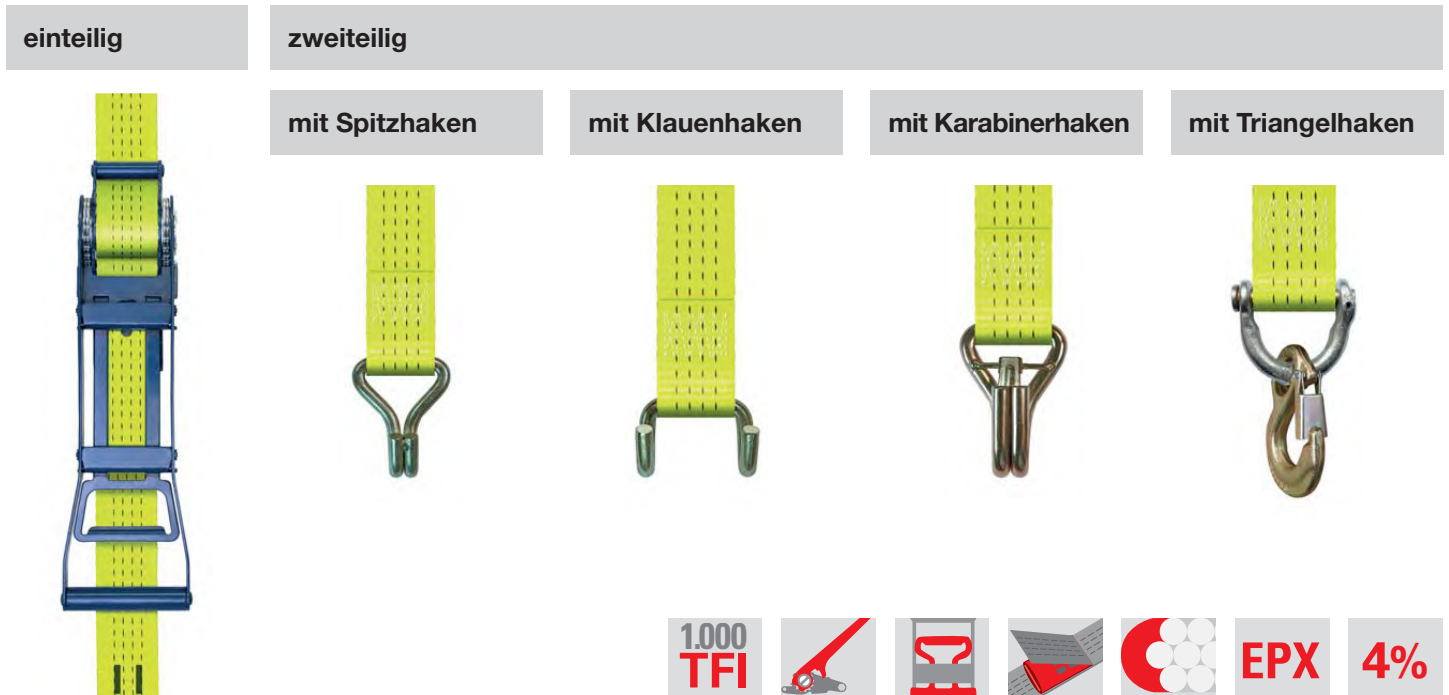 einteilig
zweiteilig
mit Spitzhaken
mit Klauenhaken
mit Karabinerhaken
mit Triangelhaken
1.000
TFI
EPX
4%